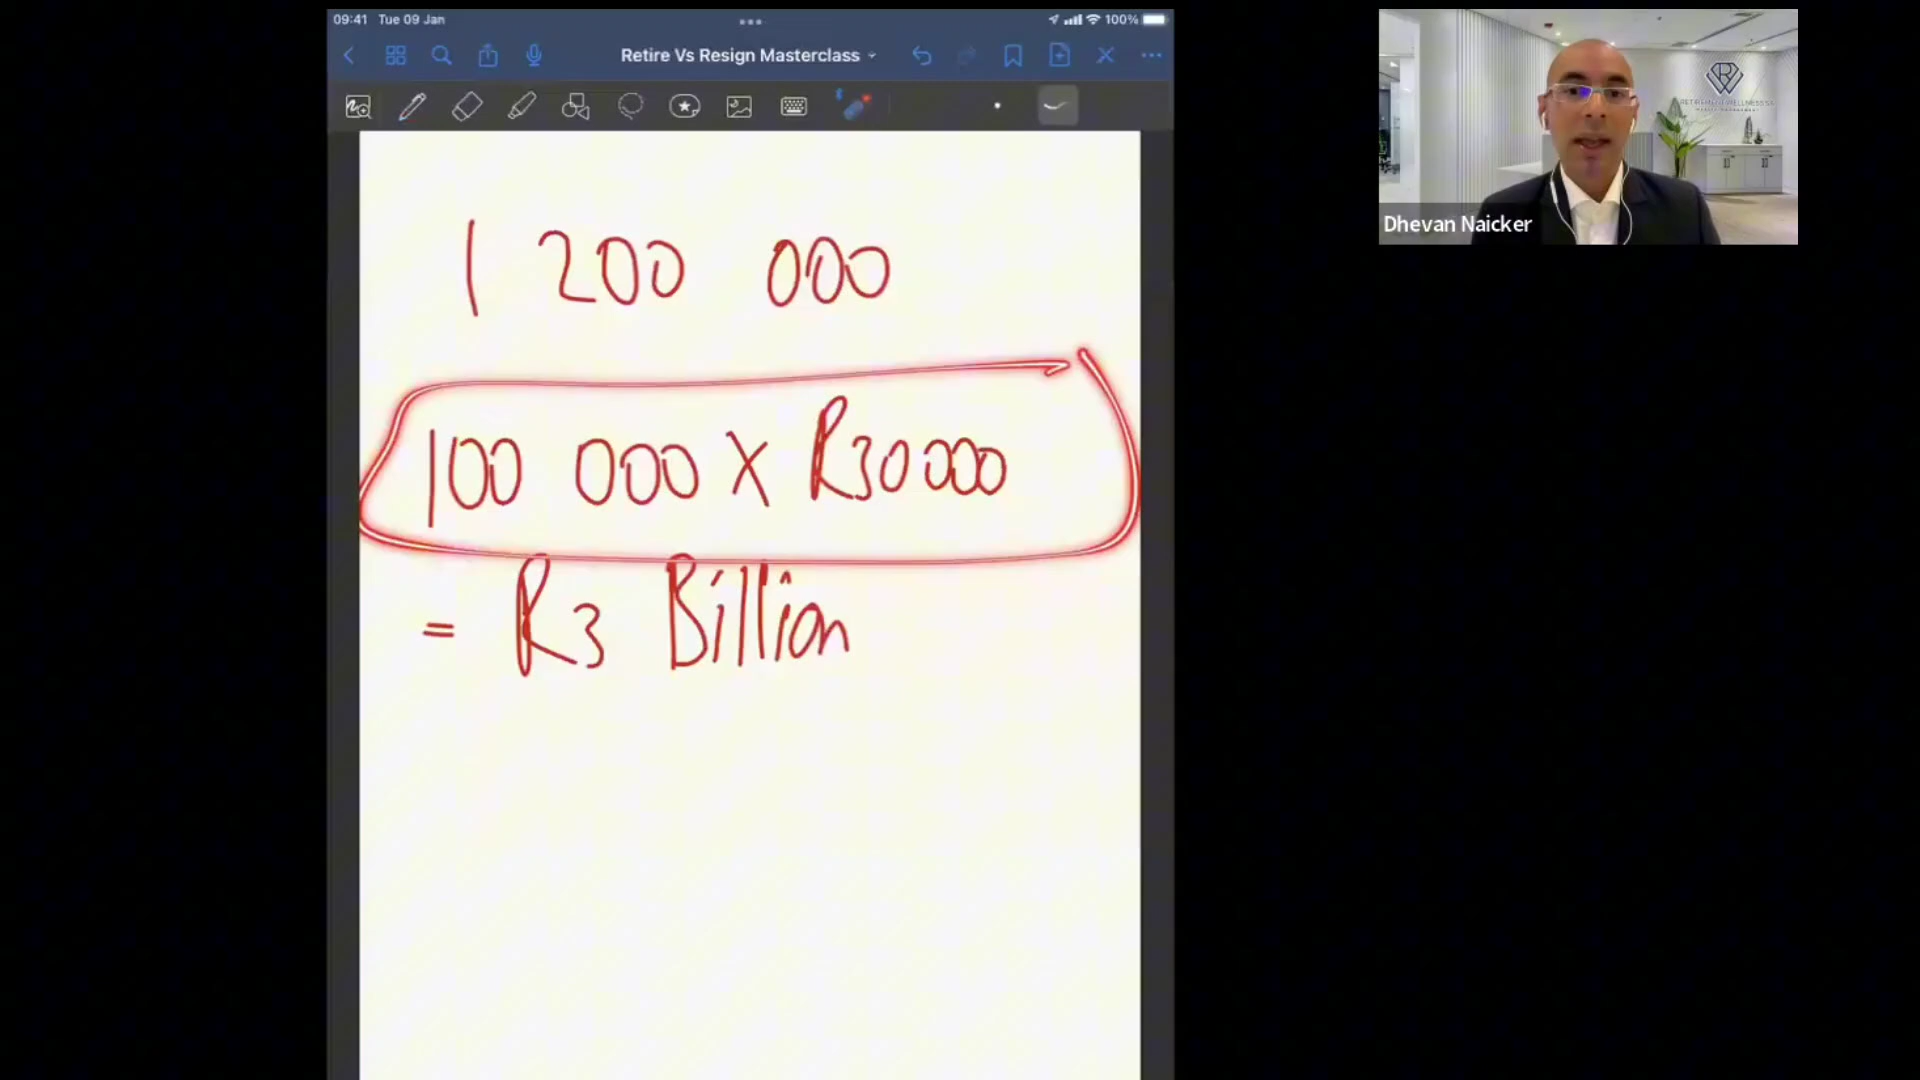 09:41 Tue 09 Jan
100%
Retire Vs Resign Masterclass
1 200 000
100 000 X R30 000
= R3 Billion
Dhevan Naicker